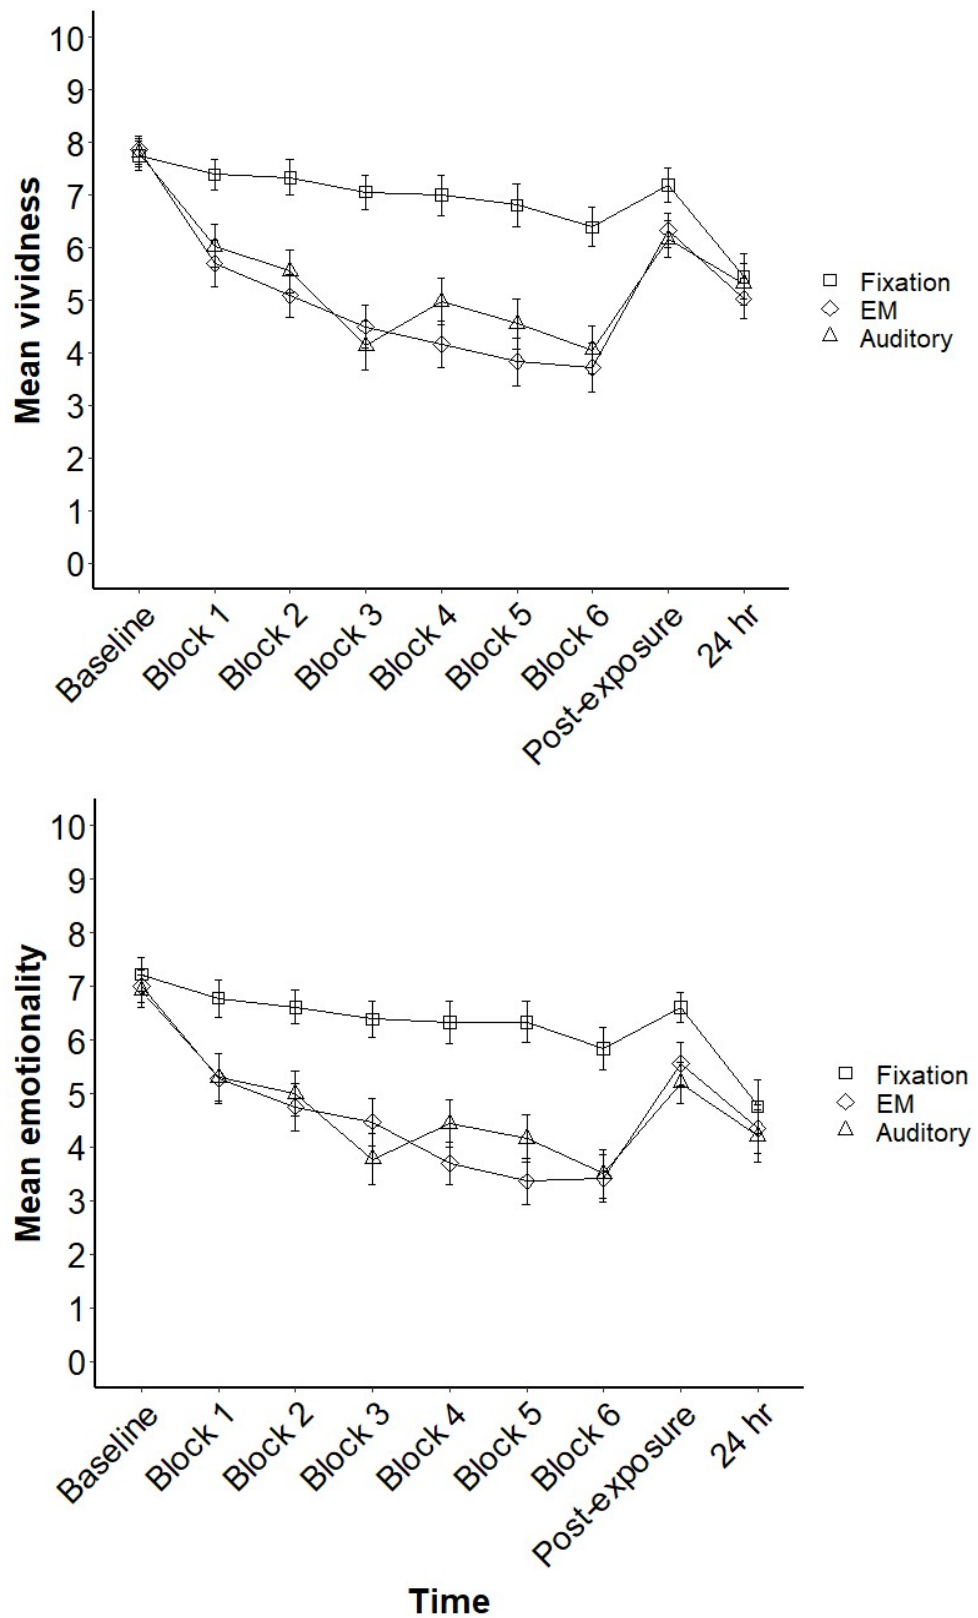 Mean vividness
10
9
8
7
6
5
4
3
2
1
0
Baseline
Block 1
Block 2
Block 3
Block 4
Block 5
Block 6
Post-exposure
24 hr
Fixation
EM
Auditory
Mean emotionality
10
9
8
7
6
5
4
3
2
1
0
Baseline
Block 1
Block 2
Block 3
Block 4
Block 5
Block 6
Post-exposure
24 hr
Fixation
EM
Auditory
Time